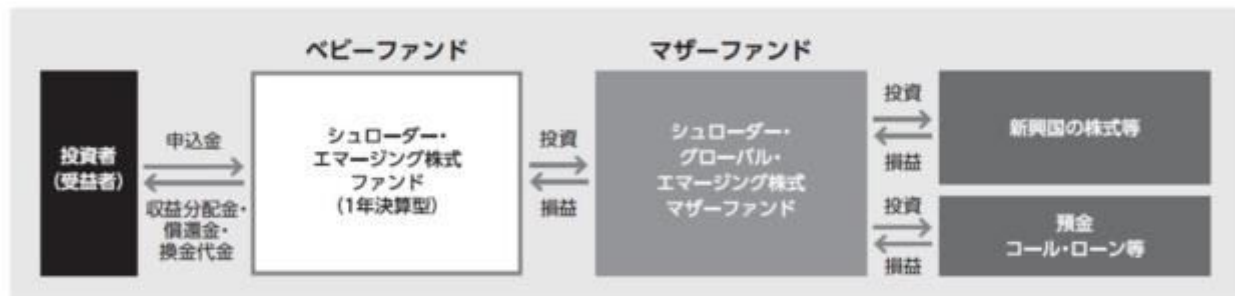 ベビーファンド
マザーファンド
投資者
(受益者)
申込金
収益分配金・
償還金・
換金代金
シュローダー・
エマージング株式
ファンド
(1年決算型)
投資
損益
シュローダー・
グローバル・
エマージング株式
マザーファンド
投資
損益
新興国の株式等
投資
損益
預金
コール・ローン等